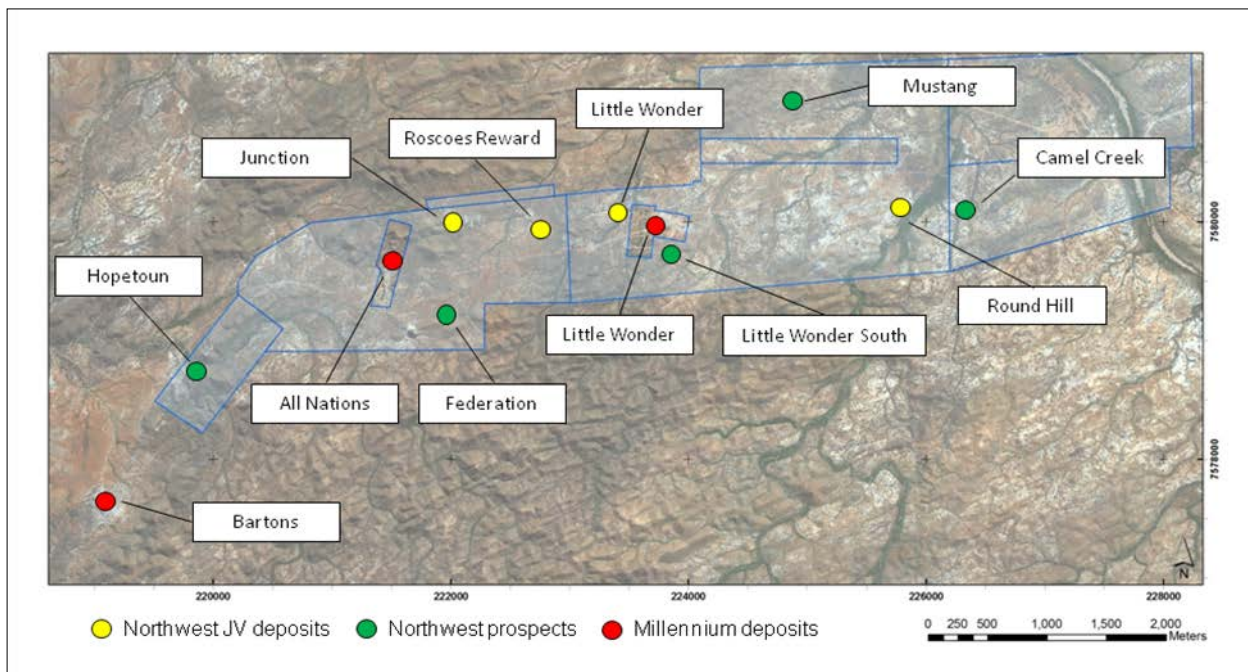 Mustang
Little Wonder
Roscoes Reward
Junction
Camel Creek
Hopetoun
Round Hill
Little Wonder
Little Wonder South
All Nations
Federation
Bartons
7580000
7578000
N
220000 222000 224000 226000 228000
Northwest JV deposits Northwest prospects Millennium deposits
0 250 500 1,000 1,500 2,000
Meters